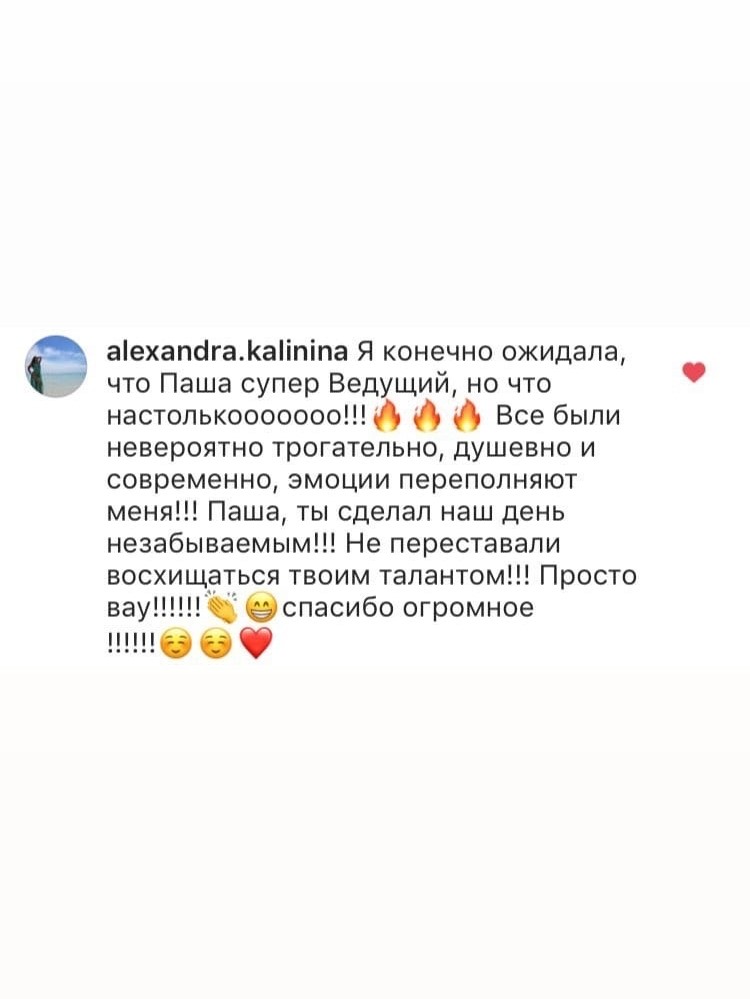 alexandra.kalinina Я конечно ожидала,
что Паша супер Ведущий, но что
настолькооооооо!!!🔥🔥🔥 Все были
невероятно трогательно, душевно и
современно, эмоции переполняют
меня!!! Паша, ты сделал наш день
незабываемым!!! Не переставали
восхищаться твоим талантом!!! Просто
вау!!!!!!👏😁спасибо огромное
!!!!!!☺️☺️❤️